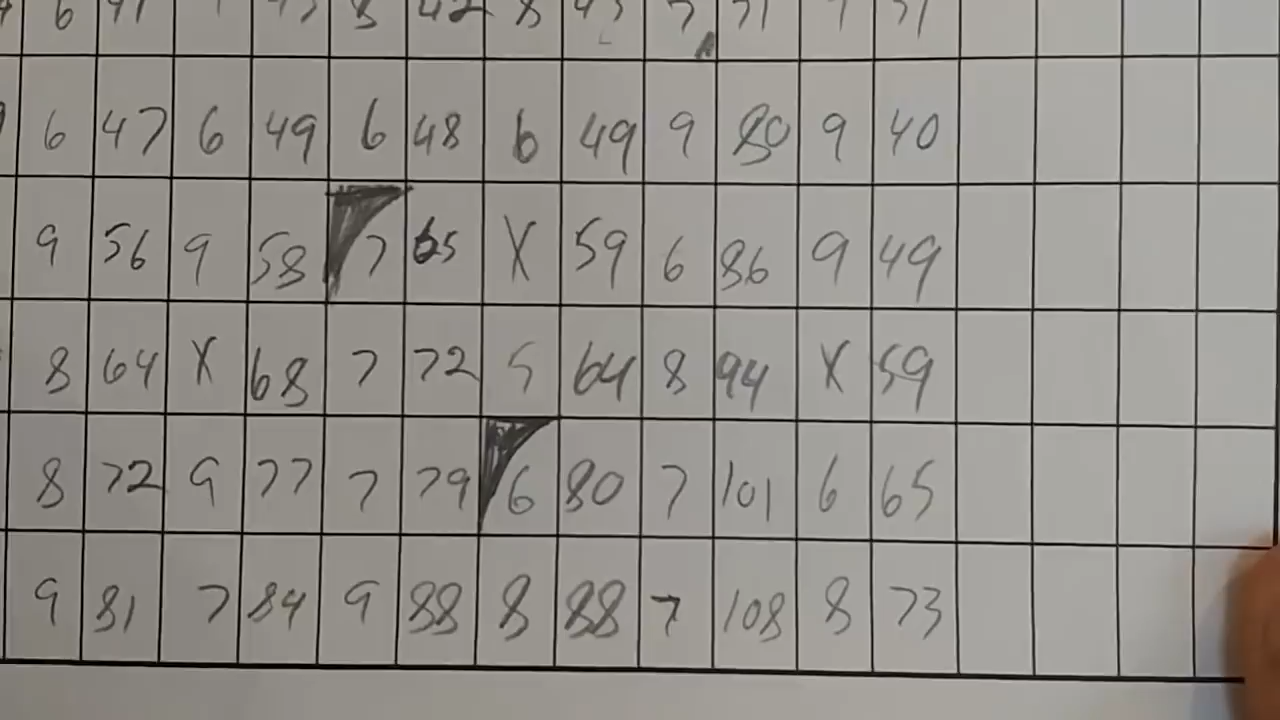 6 47 6 49 6 48 6 49 9 80 9 40
9 56 9 58 7 65 X 59 6 86 9 49
8 64 X 68 7 72 5 64 8 94 X 59
8 72 9 77 7 79 6 80 7 101 6 65
9 81 7 84 9 88 8 88 7 108 8 73